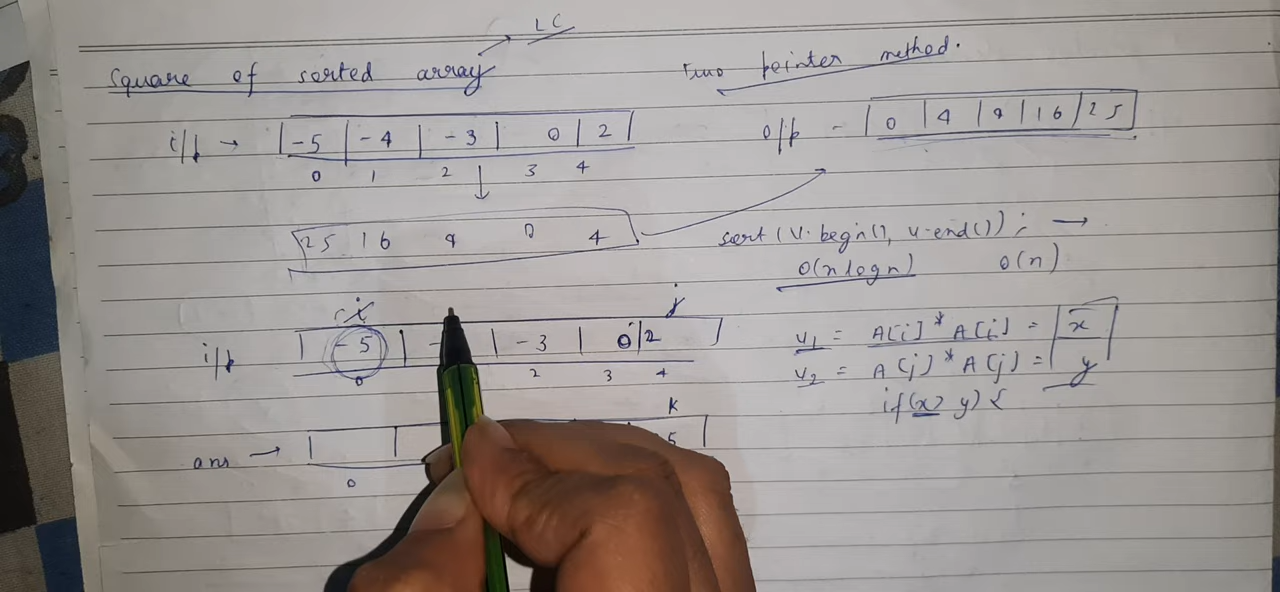 LC
Square of sorted array
Two pointer method.
i/p → -5 -4 -3 0 2
0 1 2 3 4
o/p - 0 4 9 16 25
25 16 9 0 4
sort (v.begin(), v.end()); →
O(n logn) O(n)
i j
i/p -5 - -3 0 2
0 2 3 4
v1 = A[i] * A[i] = x
v2 = A[j] * A[j] = y
if(x> y) {
K
ans → 5
0